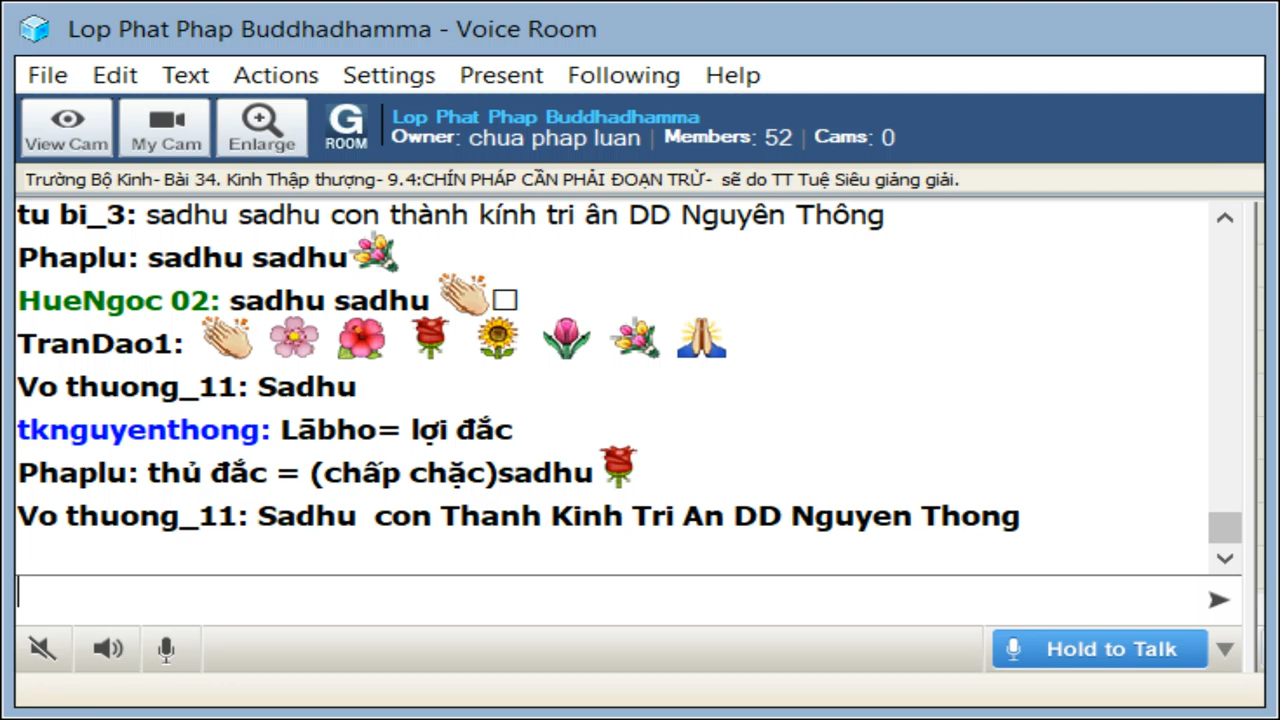 Lop Phat Phap Buddhadhamma - Voice Room
File Edit Text Actions Settings Present Following Help
View Cam My Cam Enlarge G ROOM
Lop Phat Phap Buddhadhamma
Owner: chua phap luan | Members: 52 | Cams: 0
Trường Bộ Kinh- Bài 34. Kinh Thập thượng- 9.4:CHÍN PHÁP CẦN PHẢI ĐOẠN TRỪ- sẽ do TT Tuệ Siêu giảng giải.
tu bi_3: sadhu sadhu con thành kính tri ân DD Nguyên Thông
Phaplu: sadhu sadhu
HueNgoc 02: sadhu sadhu
TranDao1:
Vo thuong_11: Sadhu
tknguyenthong: Lābho= lợi đắc
Phaplu: thủ đắc = (chấp chặc)sadhu
Vo thuong_11: Sadhu con Thanh Kinh Tri An DD Nguyen Thong
Hold to Talk